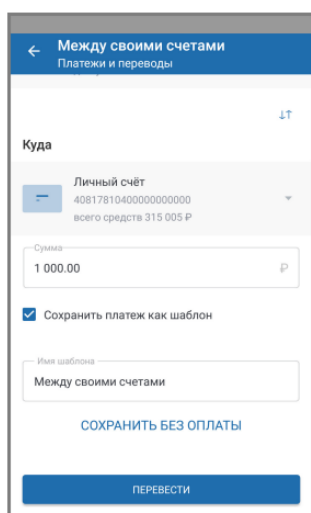 Между своими счетами
Платежи и переводы
Куда
Личный счёт
40817810400000000000
всего средств 315 005 ₽
Сумма
1 000.00 ₽
Сохранить платеж как шаблон
Имя шаблона
Между своими счетами
СОХРАНИТЬ БЕЗ ОПЛАТЫ
ПЕРЕВЕСТИ